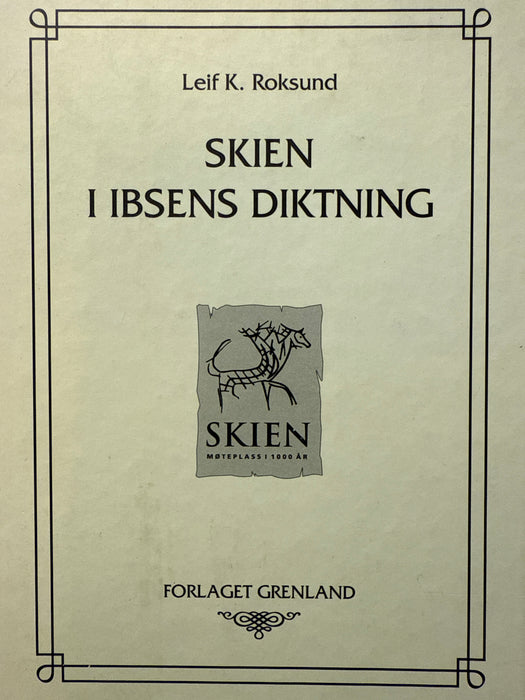 Leif K. Roksund
SKIEN
I IBSENS DIKTNING
SKIEN
MØTEPLASS I 1000 ÅR
FORLAGET GRENLAND